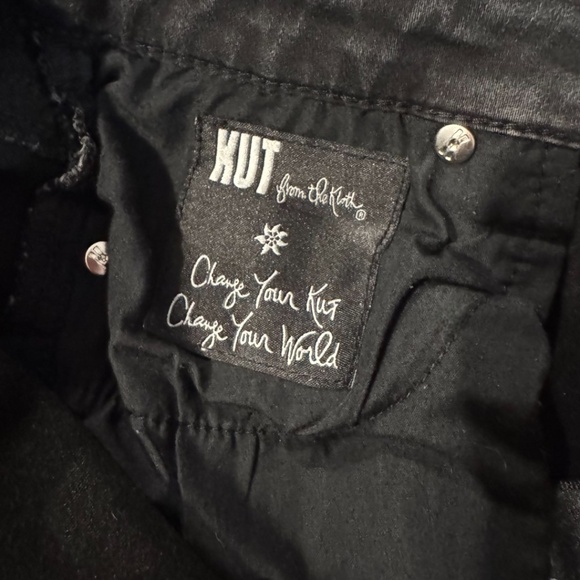 KUT
from the Kloth®
Change Your Kut
Change Your World